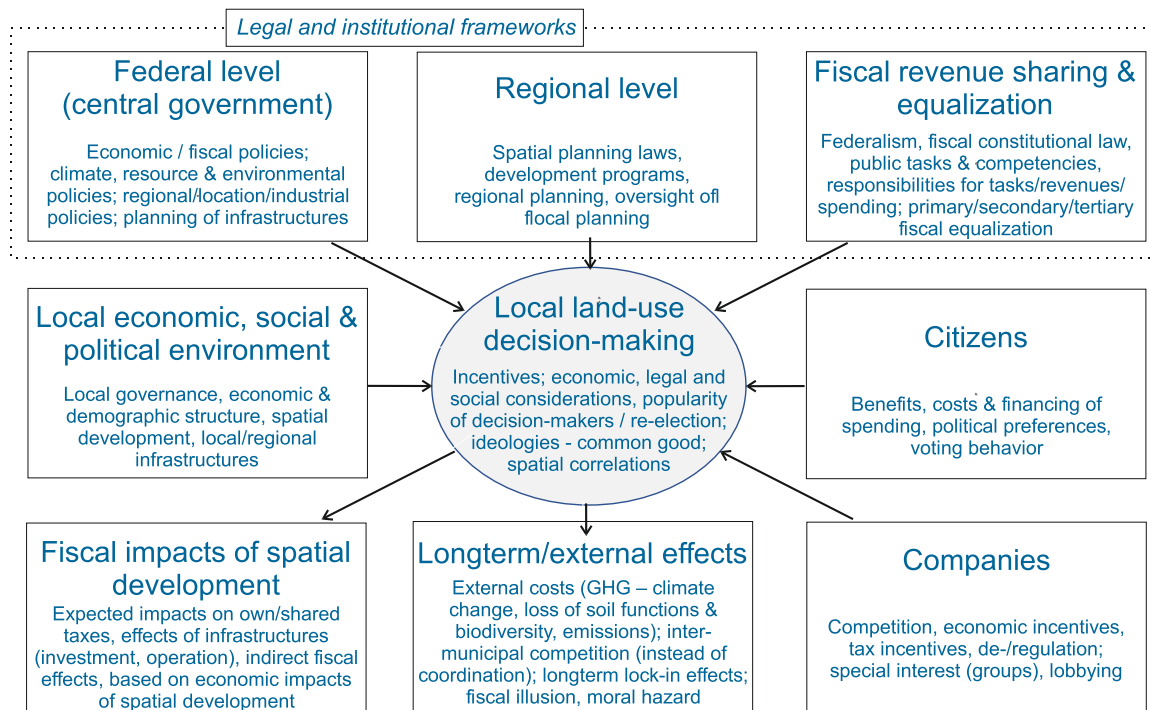 Legal and institutional frameworks
Federal level
(central government)
Economic / fiscal policies;
climate, resource & environmental
policies; regional/location/industrial
policies; planning of infrastructures
Regional level
Spatial planning laws,
development programs,
regional planning, oversight ofl
flocal planning
Fiscal revenue sharing &
equalization
Federalism, fiscal constitutional law,
public tasks & competencies,
responsibilities for tasks/revenues/
spending; primary/secondary/tertiary
fiscal equalization
Local economic, social &
political environment
Local governance, economic &
demographic structure, spatial
development, local/regional
infrastructures
Local land-use
decision-making
Incentives; economic, legal and
social considerations, popularity
of decision-makers / re-election;
ideologies - common good;
spatial correlations
Citizens
Benefits, costs & financing of
spending, political preferences,
voting behavior
Fiscal impacts of spatial
development
Expected impacts on own/shared
taxes, effects of infrastructures
(investment, operation), indirect fiscal
effects, based on economic impacts
of spatial development
Longterm/external effects
External costs (GHG – climate
change, loss of soil functions &
biodiversity, emissions); inter-
municipal competition (instead of
coordination); longterm lock-in effects;
fiscal illusion, moral hazard
Companies
Competition, economic incentives,
tax incentives, de-/regulation;
special interest (groups), lobbying